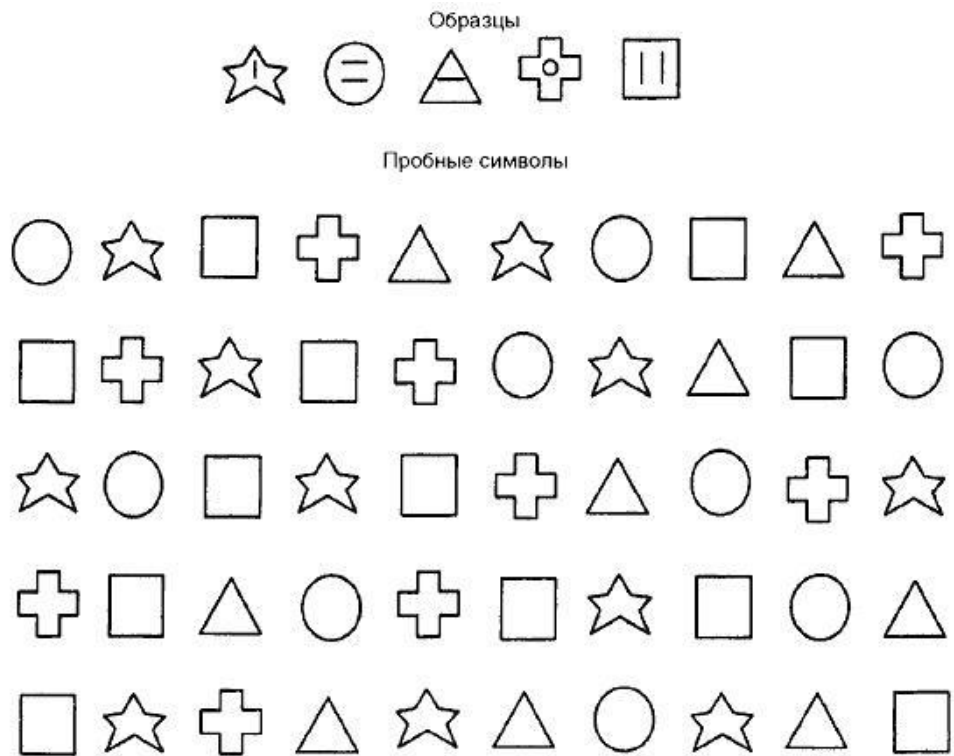 Образцы
Пробные символы